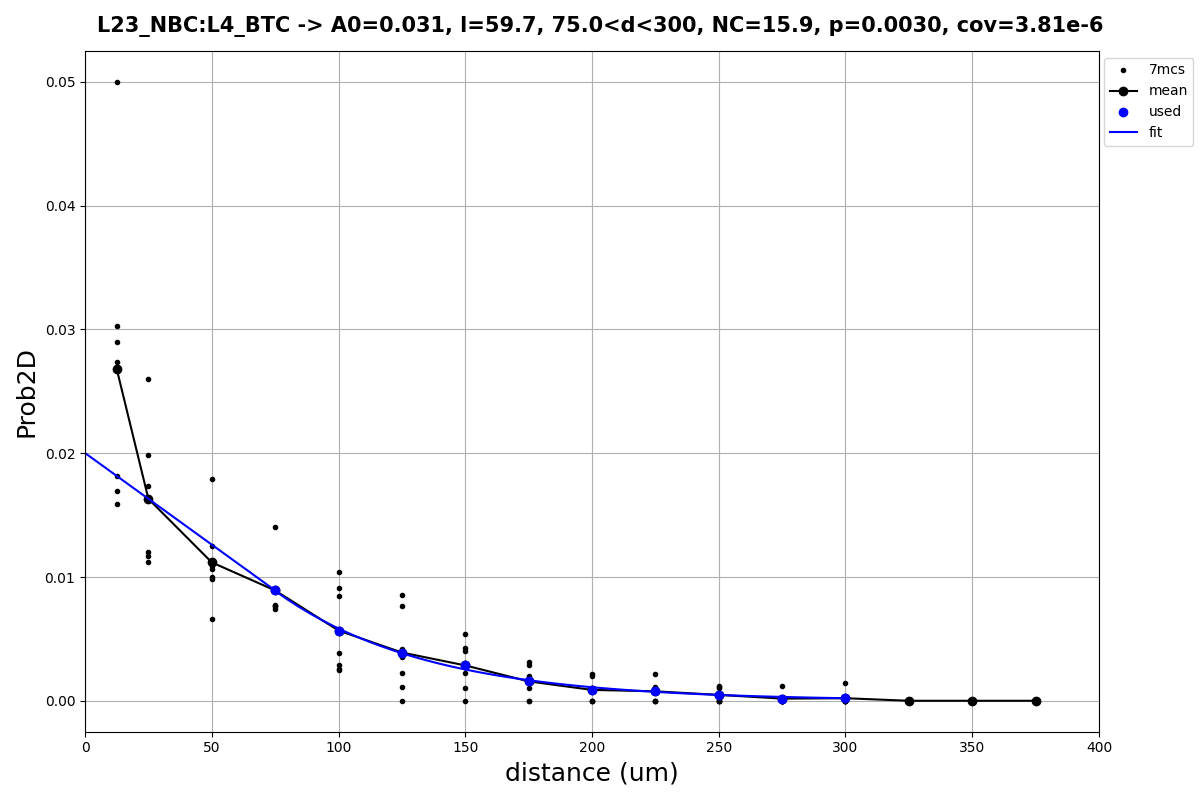 L23_NBC:L4_BTC -> A0=0.031, l=59.7, 75.0<d<300, NC=15.9, p=0.0030, cov=3.81e-6
7mcs
mean
used
fit
Prob2D
0.05
0.04
0.03
0.02
0.01
0.00
0 50 100 150 200 250 300 350 400
distance (um)